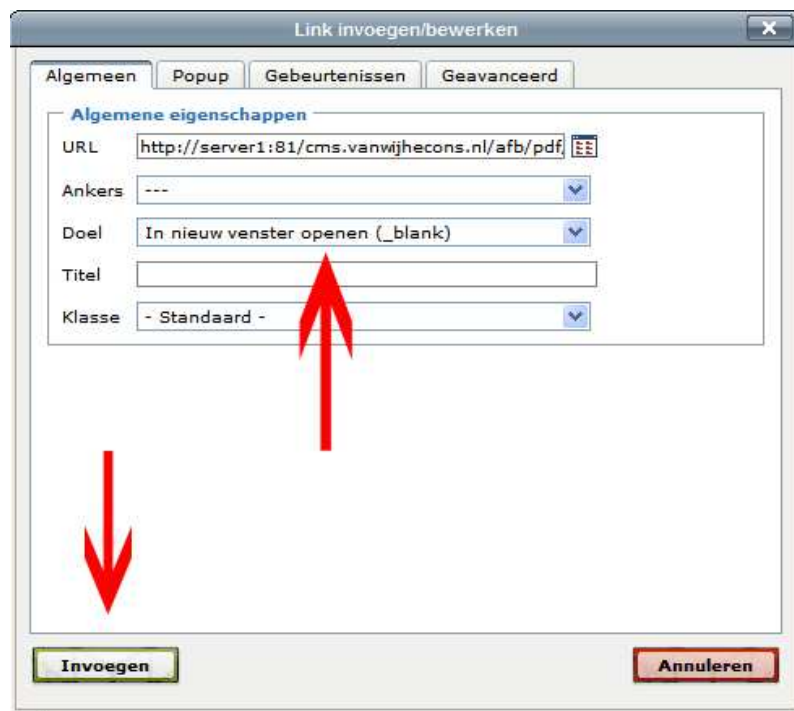 Link invoegen/bewerken
Algemeen Popup Gebeurtenissen Geavanceerd
Algemene eigenschappen
URL http://server1:81/cms.vanwijhecons.nl/afb/pdf/
Ankers ---
Doel In nieuw venster openen (_blank)
Titel
Klasse - Standaard -
Invoegen Annuleren